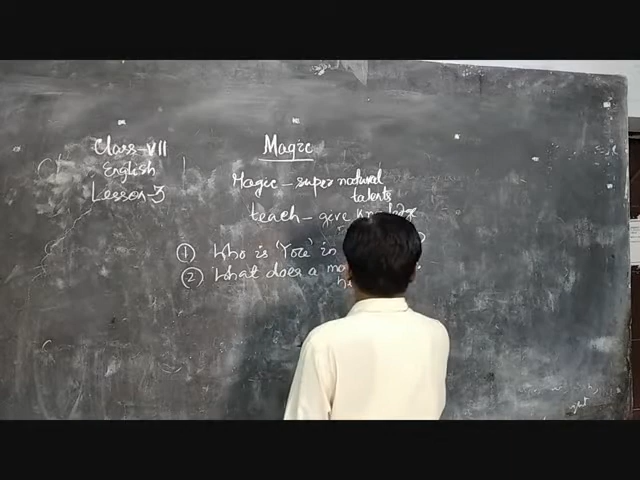 Class-VII
English
Lesson-3
Magic
Magic - super natural
talents
teach - give
① Who is 'You' in
② What does a